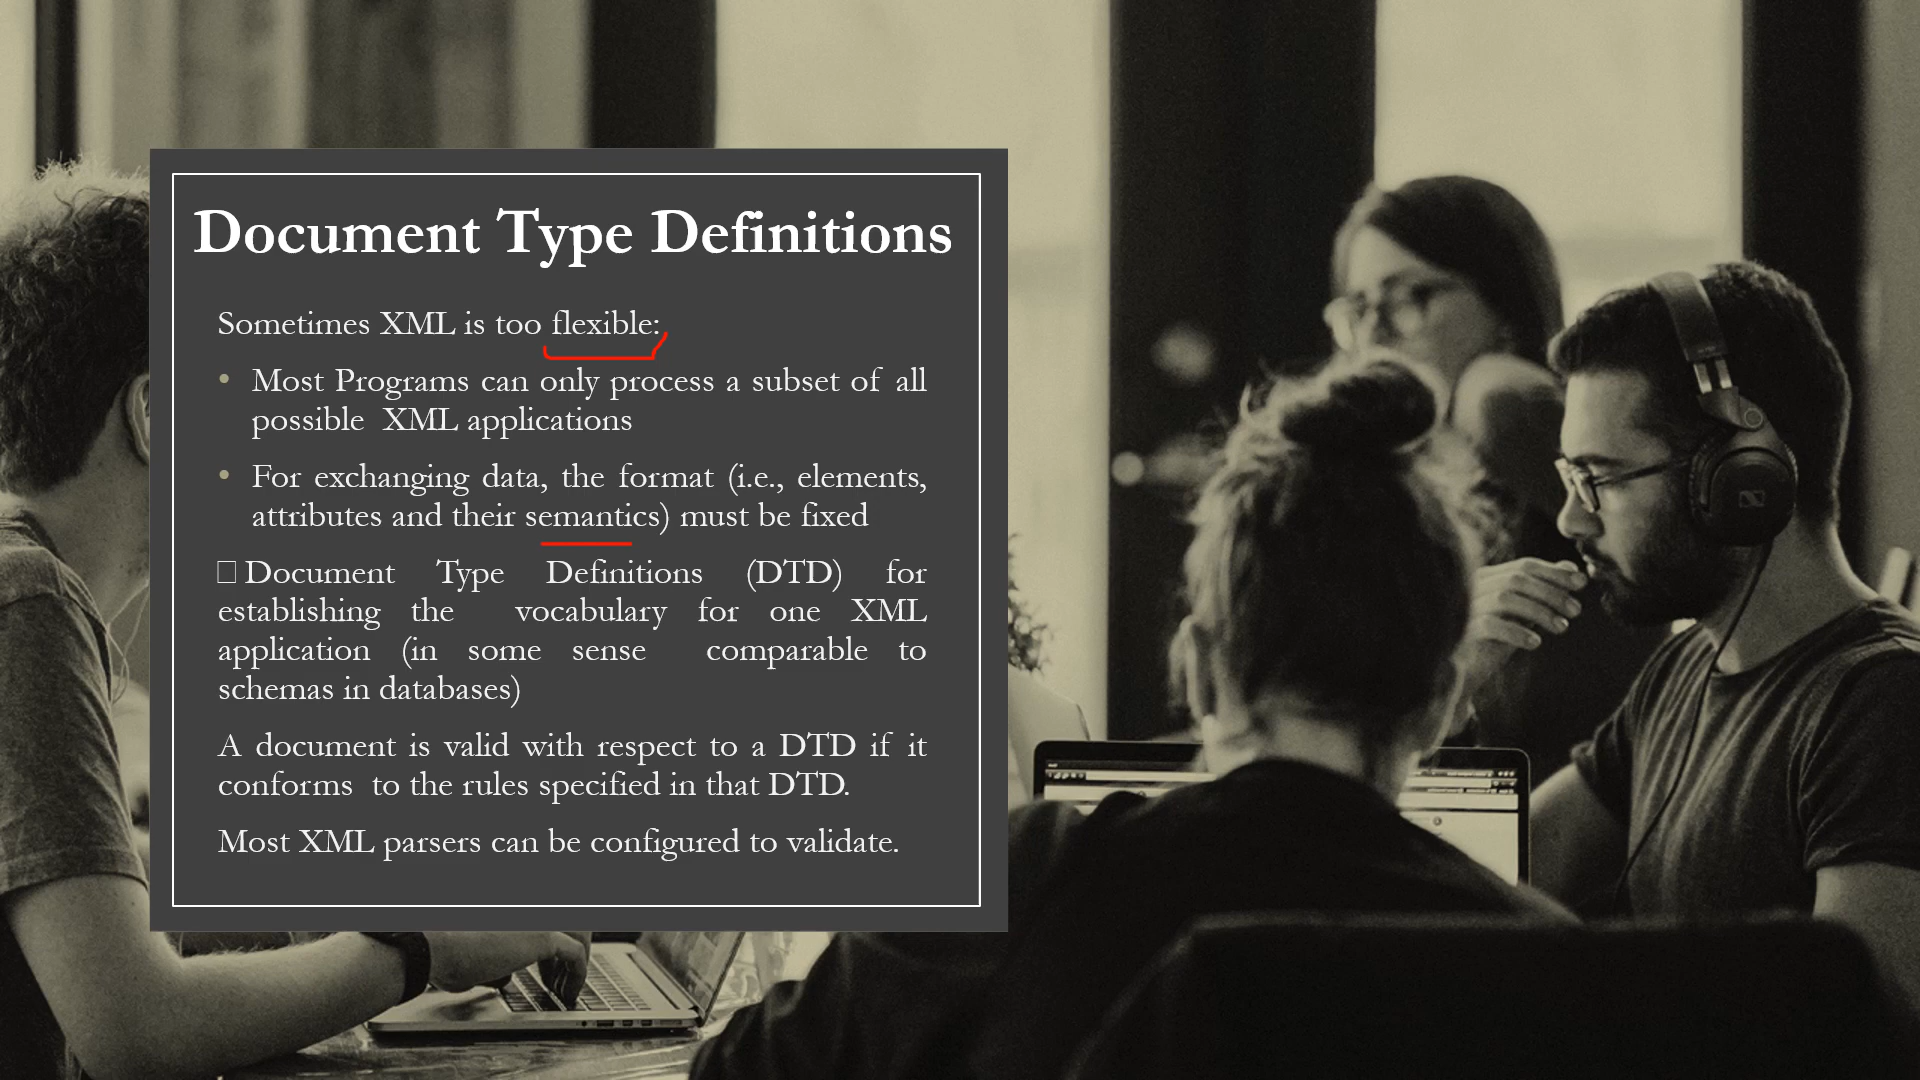 Document Type Definitions
Sometimes XML is too flexible:
• Most Programs can only process a subset of all
possible XML applications
• For exchanging data, the format (i.e., elements,
attributes and their semantics) must be fixed
□ Document Type Definitions (DTD) for
establishing the vocabulary for one XML
application (in some sense comparable to
schemas in databases)
A document is valid with respect to a DTD if it
conforms to the rules specified in that DTD.
Most XML parsers can be configured to validate.